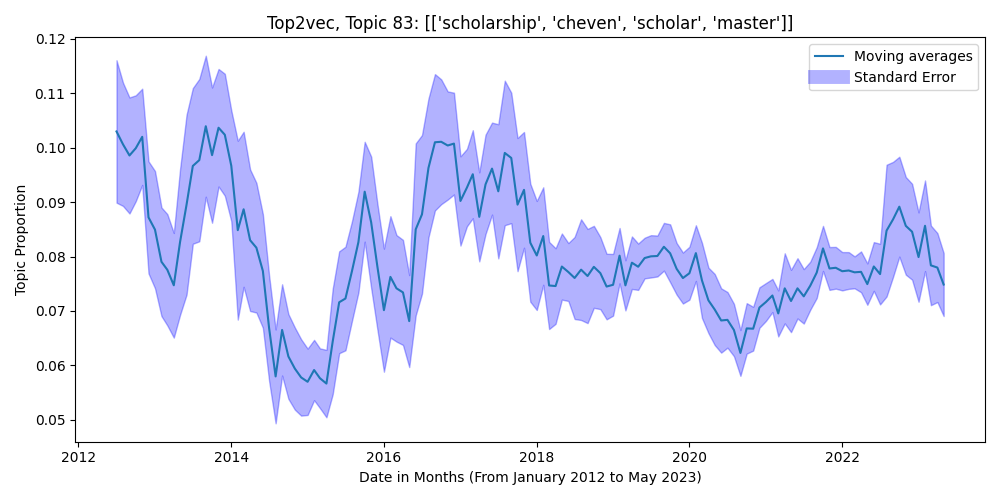 Top2vec, Topic 83: [['scholarship', 'cheven', 'scholar', 'master']]
Moving averages
Standard Error
Topic Proportion
0.12
0.11
0.10
0.09
0.08
0.07
0.06
0.05
2012 2014 2016 2018 2020 2022
Date in Months (From January 2012 to May 2023)